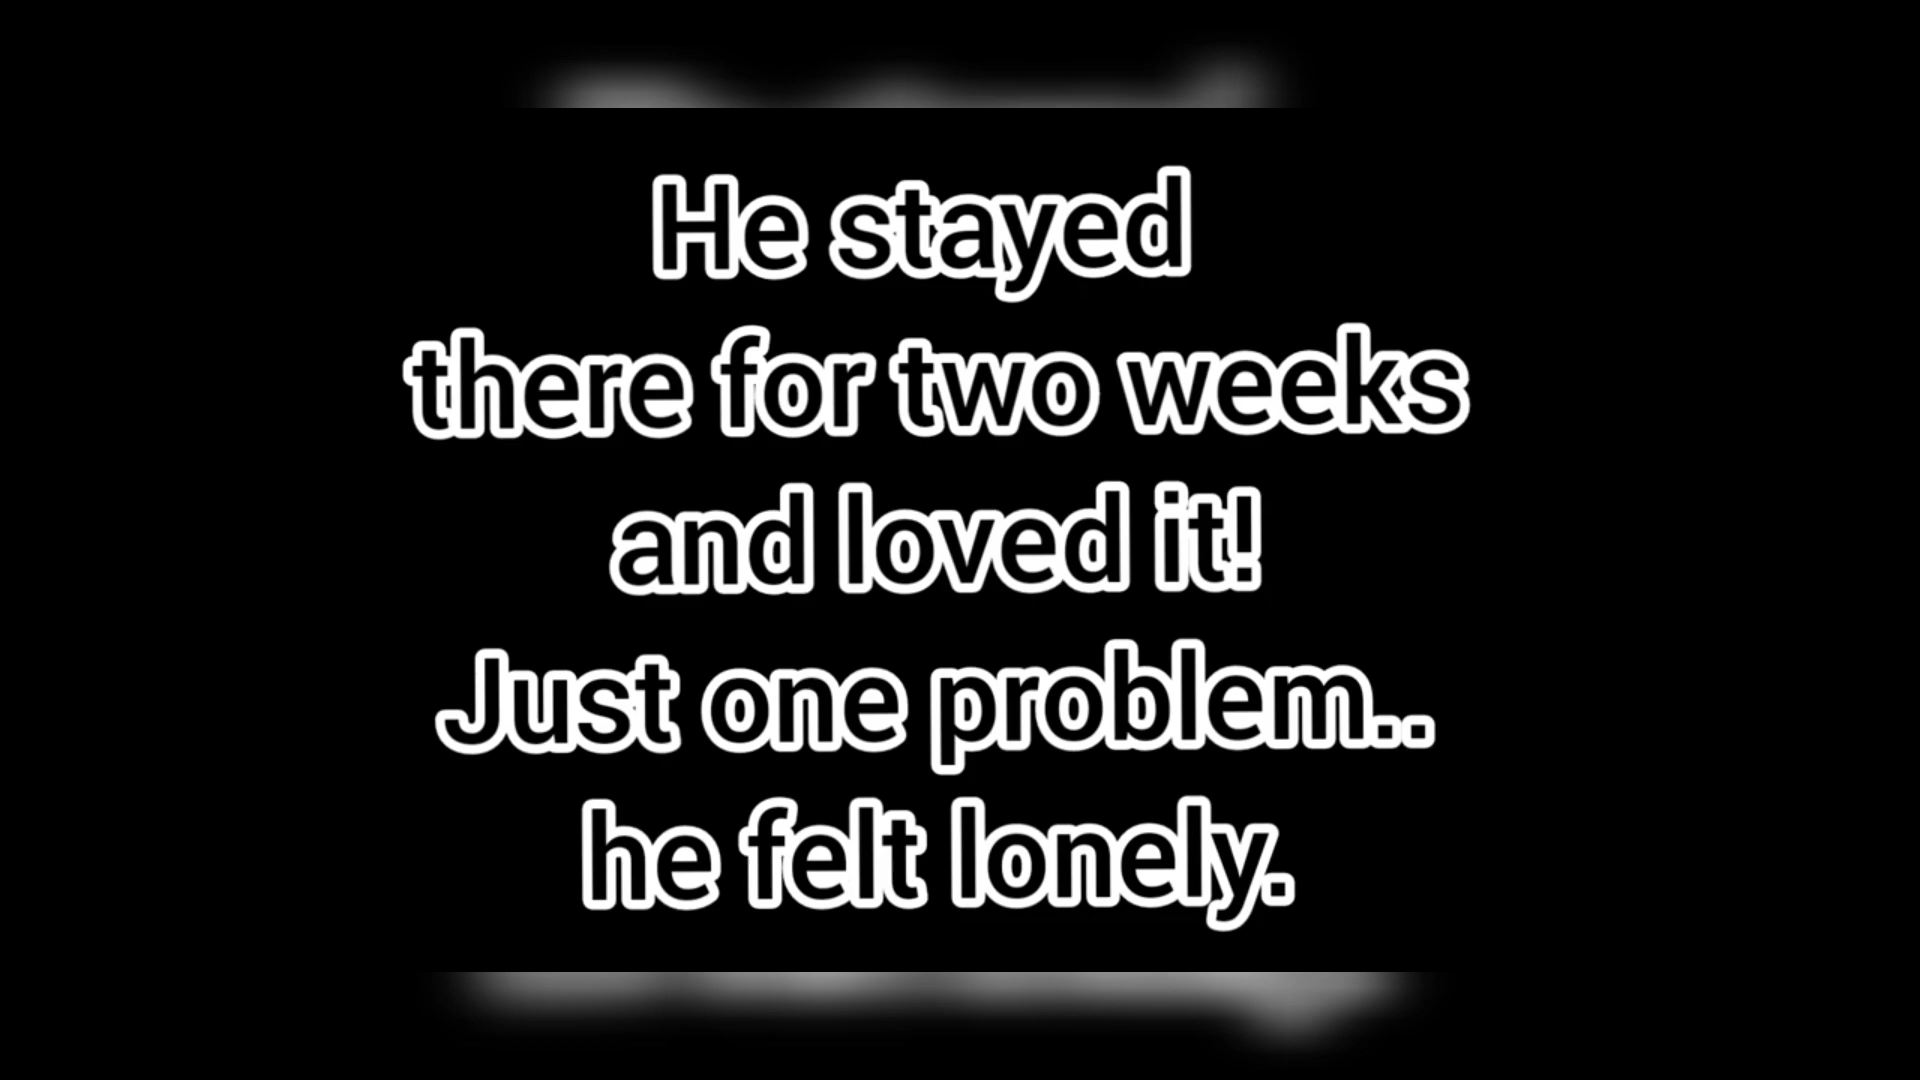 He stayed
there for two weeks
and loved it!
Just one problem..
he felt lonely.